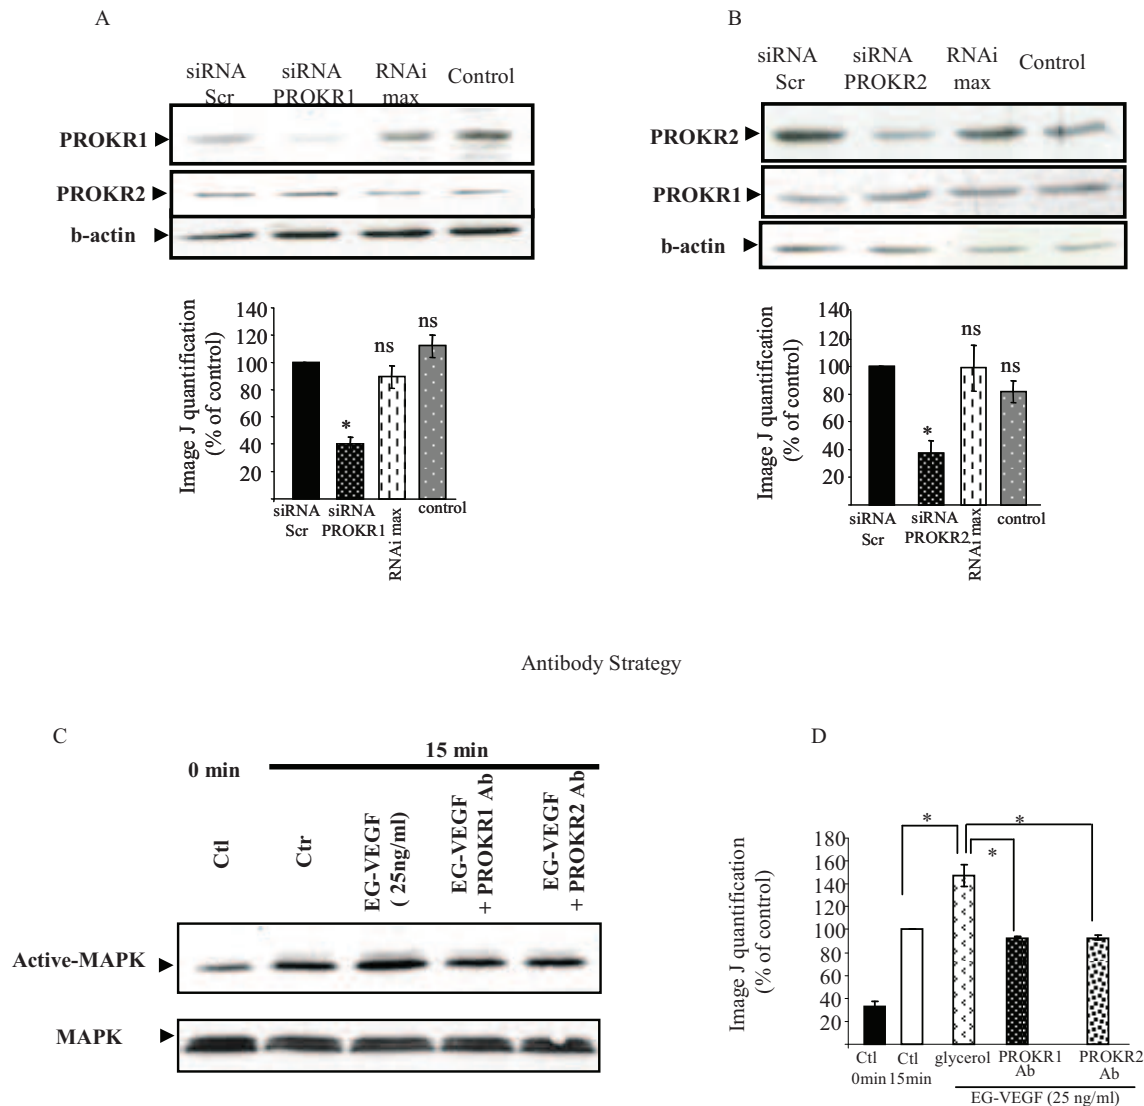 A
siRNA
Scr
siRNA
PROKR1
RNAi
max
Control
PROKR1
PROKR2
b-actin
Image J quantification
(% of control)
140
120
100
80
60
40
20
ns
ns
*
siRNA
Scr
siRNA
PROKR1
RNAi max
control
B
siRNA
Scr
siRNA
PROKR2
RNAi
max
Control
PROKR2
PROKR1
b-actin
Image J quantification
(% of control)
140
120
100
80
60
40
20
ns
ns
*
siRNA
Scr
siRNA
PROKR2
RNAi max
control
Antibody Strategy
C
0 min
15 min
Ctl
Ctr
EG-VEGF
( 25ng/ml)
EG-VEGF
+ PROKR1 Ab
EG-VEGF
+ PROKR2 Ab
Active-MAPK
MAPK
D
Image J quantification
(% of control)
180
160
140
120
100
80
60
40
20
*
*
*
Ctl
0min
Ctl
15min
glycerol
PROKR1
Ab
PROKR2
Ab
EG-VEGF (25 ng/ml)